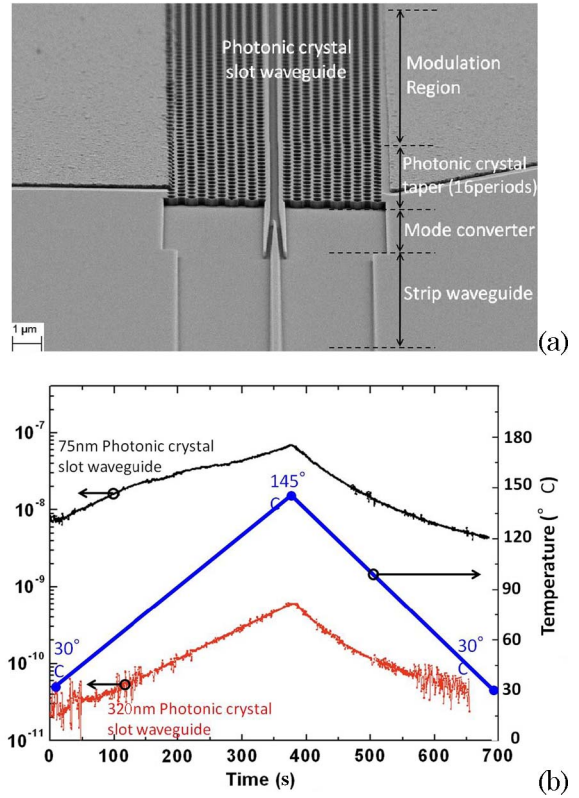 Photonic crystal
slot waveguide
Modulation
Region
Photonic crystal
taper (16periods)
Mode converter
Strip waveguide
1 µm
(a)
10-7
10-8
10-9
10-10
10-11
75nm Photonic crystal
slot waveguide
145°
C
30°
C
30°
C
320nm Photonic crystal
slot waveguide
180
150
120
90
60
30
0
Temperature (° C)
0 100 200 300 400 500 600 700
Time (s)
(b)